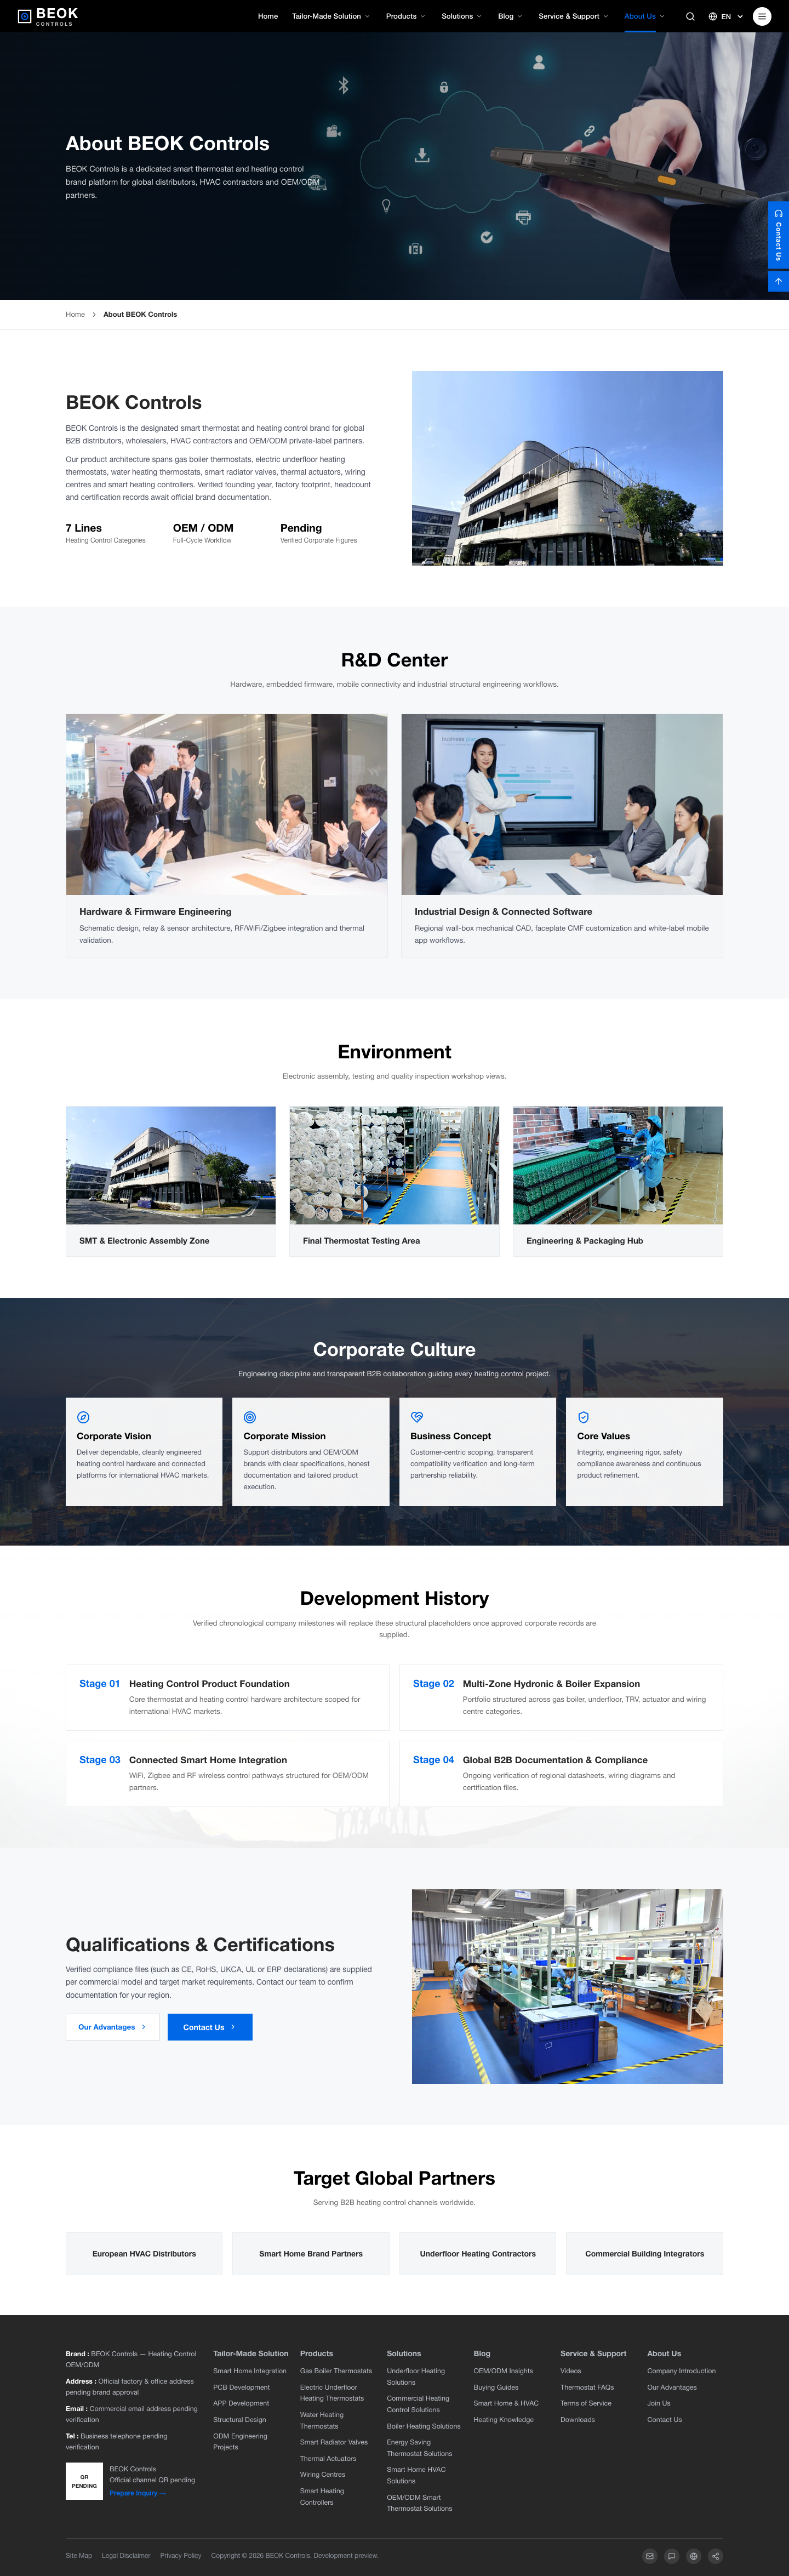 BEOK
CONTROLS
Home
Tailor-Made Solution
Products
Solutions
Blog
Service & Support
About Us
EN
About BEOK Controls
BEOK Controls is a dedicated smart thermostat and heating control
brand platform for global distributors, HVAC contractors and OEM/ODM
partners.
Contact Us
Home
About BEOK Controls
BEOK Controls
BEOK Controls is the designated smart thermostat and heating control brand for global
B2B distributors, wholesalers, HVAC contractors and OEM/ODM private-label partners.
Our product architecture spans gas boiler thermostats, electric underfloor heating
thermostats, water heating thermostats, smart radiator valves, thermal actuators, wiring
centres and smart heating controllers. Verified founding year, factory footprint, headcount
and certification records await official brand documentation.
7 Lines
Heating Control Categories
OEM / ODM
Full-Cycle Workflow
Pending
Verified Corporate Figures
R&D Center
Hardware, embedded firmware, mobile connectivity and industrial structural engineering workflows.
Hardware & Firmware Engineering
Schematic design, relay & sensor architecture, RF/WiFi/Zigbee integration and thermal
validation.
Industrial Design & Connected Software
Regional wall-box mechanical CAD, faceplate CMF customization and white-label mobile
app workflows.
Environment
Electronic assembly, testing and quality inspection workshop views.
SMT & Electronic Assembly Zone
Final Thermostat Testing Area
Engineering & Packaging Hub
Corporate Culture
Engineering discipline and transparent B2B collaboration guiding every heating control project.
Corporate Vision
Deliver dependable, cleanly engineered
heating control hardware and connected
platforms for international HVAC markets.
Corporate Mission
Support distributors and OEM/ODM
brands with clear specifications, honest
documentation and tailored product
execution.
Business Concept
Customer-centric scoping, transparent
compatibility verification and long-term
partnership reliability.
Core Values
Integrity, engineering rigor, safety
compliance awareness and continuous
product refinement.
Development History
Verified chronological company milestones will replace these structural placeholders once approved corporate records are
supplied.
Stage 01
Heating Control Product Foundation
Core thermostat and heating control hardware architecture scoped for
international HVAC markets.
Stage 02
Multi-Zone Hydronic & Boiler Expansion
Portfolio structured across gas boiler, underfloor, TRV, actuator and wiring
centre categories.
Stage 03
Connected Smart Home Integration
WiFi, Zigbee and RF wireless control pathways structured for OEM/ODM
partners.
Stage 04
Global B2B Documentation & Compliance
Ongoing verification of regional datasheets, wiring diagrams and
certification files.
Qualifications & Certifications
Verified compliance files (such as CE, RoHS, UKCA, UL or ERP declarations) are supplied
per commercial model and target market requirements. Contact our team to confirm
documentation for your region.
Our Advantages
Contact Us
Target Global Partners
Serving B2B heating control channels worldwide.
European HVAC Distributors
Smart Home Brand Partners
Underfloor Heating Contractors
Commercial Building Integrators
Brand : BEOK Controls — Heating Control
OEM/ODM
Address : Official factory & office address
pending brand approval
Email : Commercial email address pending
verification
Tel : Business telephone pending
verification
QR
PENDING
BEOK Controls
Official channel QR pending
Prepare Inquiry →
Tailor-Made Solution
Smart Home Integration
PCB Development
APP Development
Structural Design
ODM Engineering
Projects
Products
Gas Boiler Thermostats
Electric Underfloor
Heating Thermostats
Water Heating
Thermostats
Smart Radiator Valves
Thermal Actuators
Wiring Centres
Smart Heating
Controllers
Solutions
Underfloor Heating
Solutions
Commercial Heating
Control Solutions
Boiler Heating Solutions
Energy Saving
Thermostat Solutions
Smart Home HVAC
Solutions
OEM/ODM Smart
Thermostat Solutions
Blog
OEM/ODM Insights
Buying Guides
Smart Home & HVAC
Heating Knowledge
Service & Support
Videos
Thermostat FAQs
Terms of Service
Downloads
About Us
Company Introduction
Our Advantages
Join Us
Contact Us
Site Map
Legal Disclaimer
Privacy Policy
Copyright © 2026 BEOK Controls. Development preview.